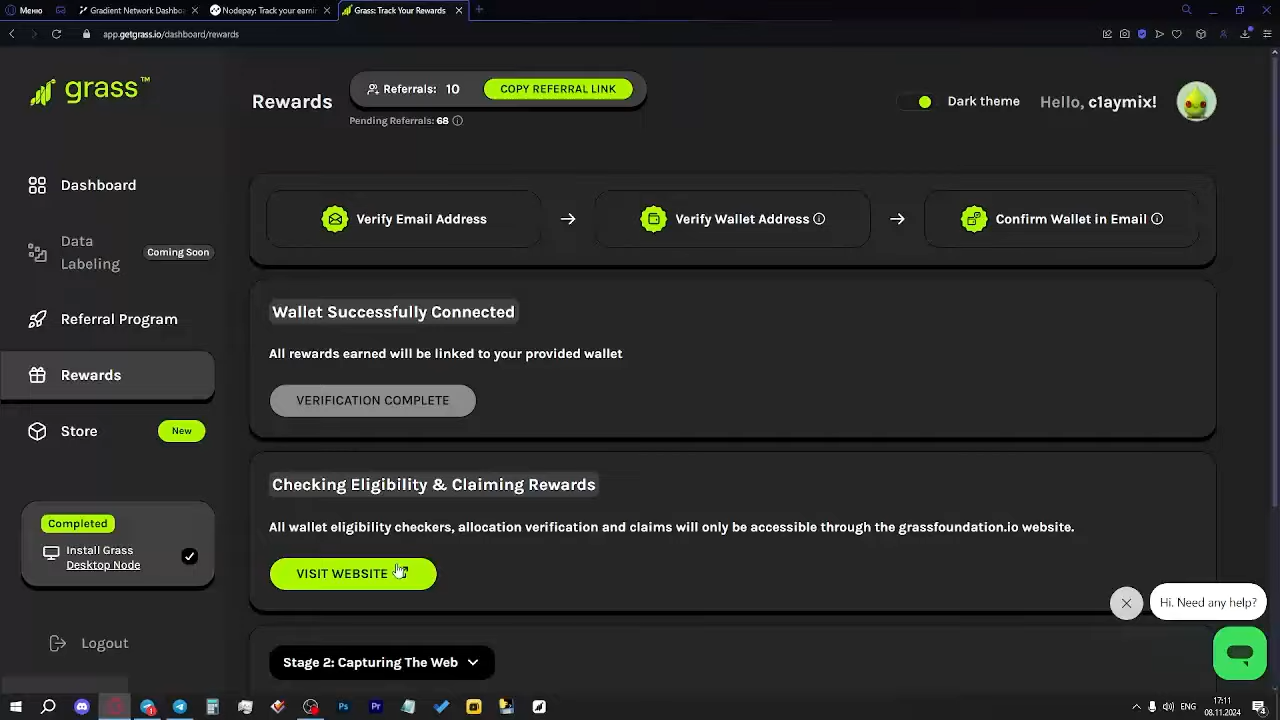 Меню
Gradient Network Dashbo
Nodepay Track your earni
Grass: Track Your Rewards
app.getgrass.io/dashboard/rewards
grass™
Rewards
Referrals: 10
COPY REFERRAL LINK
Pending Referrals: 68
Dark theme
Hello, c1aymix!
Dashboard
Data
Labeling
Coming Soon
Referral Program
Rewards
Store
New
Completed
Install Grass
Desktop Node
Logout
Verify Email Address
Verify Wallet Address
Confirm Wallet in Email
Wallet Successfully Connected
All rewards earned will be linked to your provided wallet
VERIFICATION COMPLETE
Checking Eligibility & Claiming Rewards
All wallet eligibility checkers, allocation verification and claims will only be accessible through the grassfoundation.io website.
VISIT WEBSITE
Stage 2: Capturing The Web
Hi. Need any help?
Ps
Pr
ENG
17:11
08.11.2024